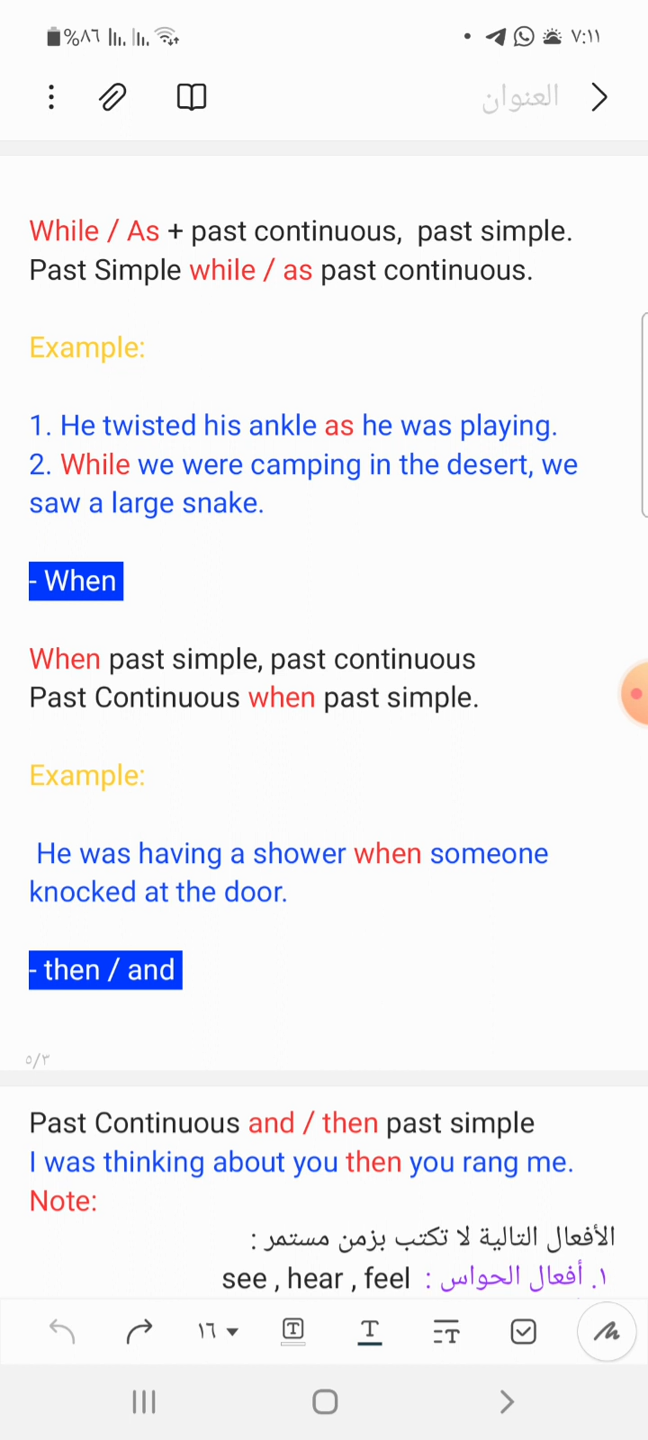 %٨٦
٧:١١
العنوان
While / As + past continuous, past simple.
Past Simple while / as past continuous.
Example:
1. He twisted his ankle as he was playing.
2. While we were camping in the desert, we
saw a large snake.
- When
When past simple, past continuous
Past Continuous when past simple.
Example:
He was having a shower when someone
knocked at the door.
- then / and
٥/٣
Past Continuous and / then past simple
I was thinking about you then you rang me.
Note:
الأفعال التالية لا تكتب بزمن مستمر :
١. أفعال الحواس : see , hear , feel
١٦